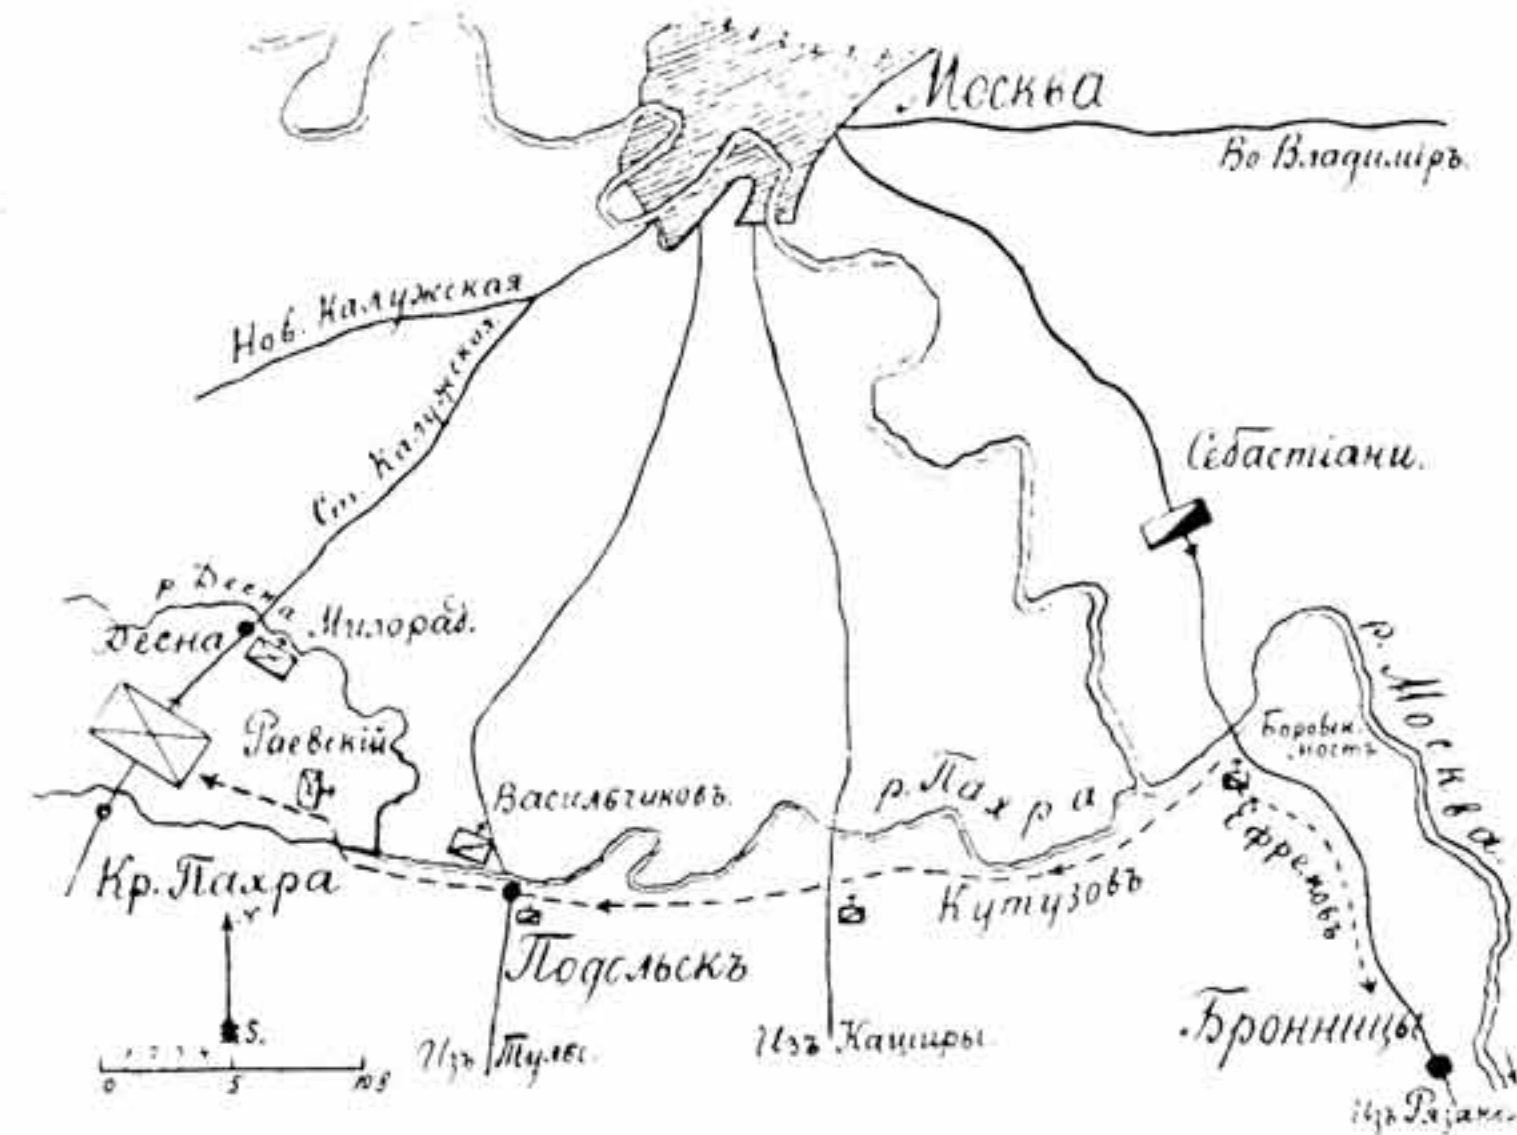 Москва
Во Владиміръ.
Нов. Калужская
Ст. Калужская.
Себастіани.
р. Десна
Десна
Милорад.
р. Москва
Раевскій
Боровск.
мостъ
Васильчиковъ.
р. Пахра
Ефремовъ
Кр. Пахра
Кутузовъ
Подольскъ
S.
Бронницы
Изъ Тулы.
Изъ Каширы.
0 5 10 в
Изъ Рязани.